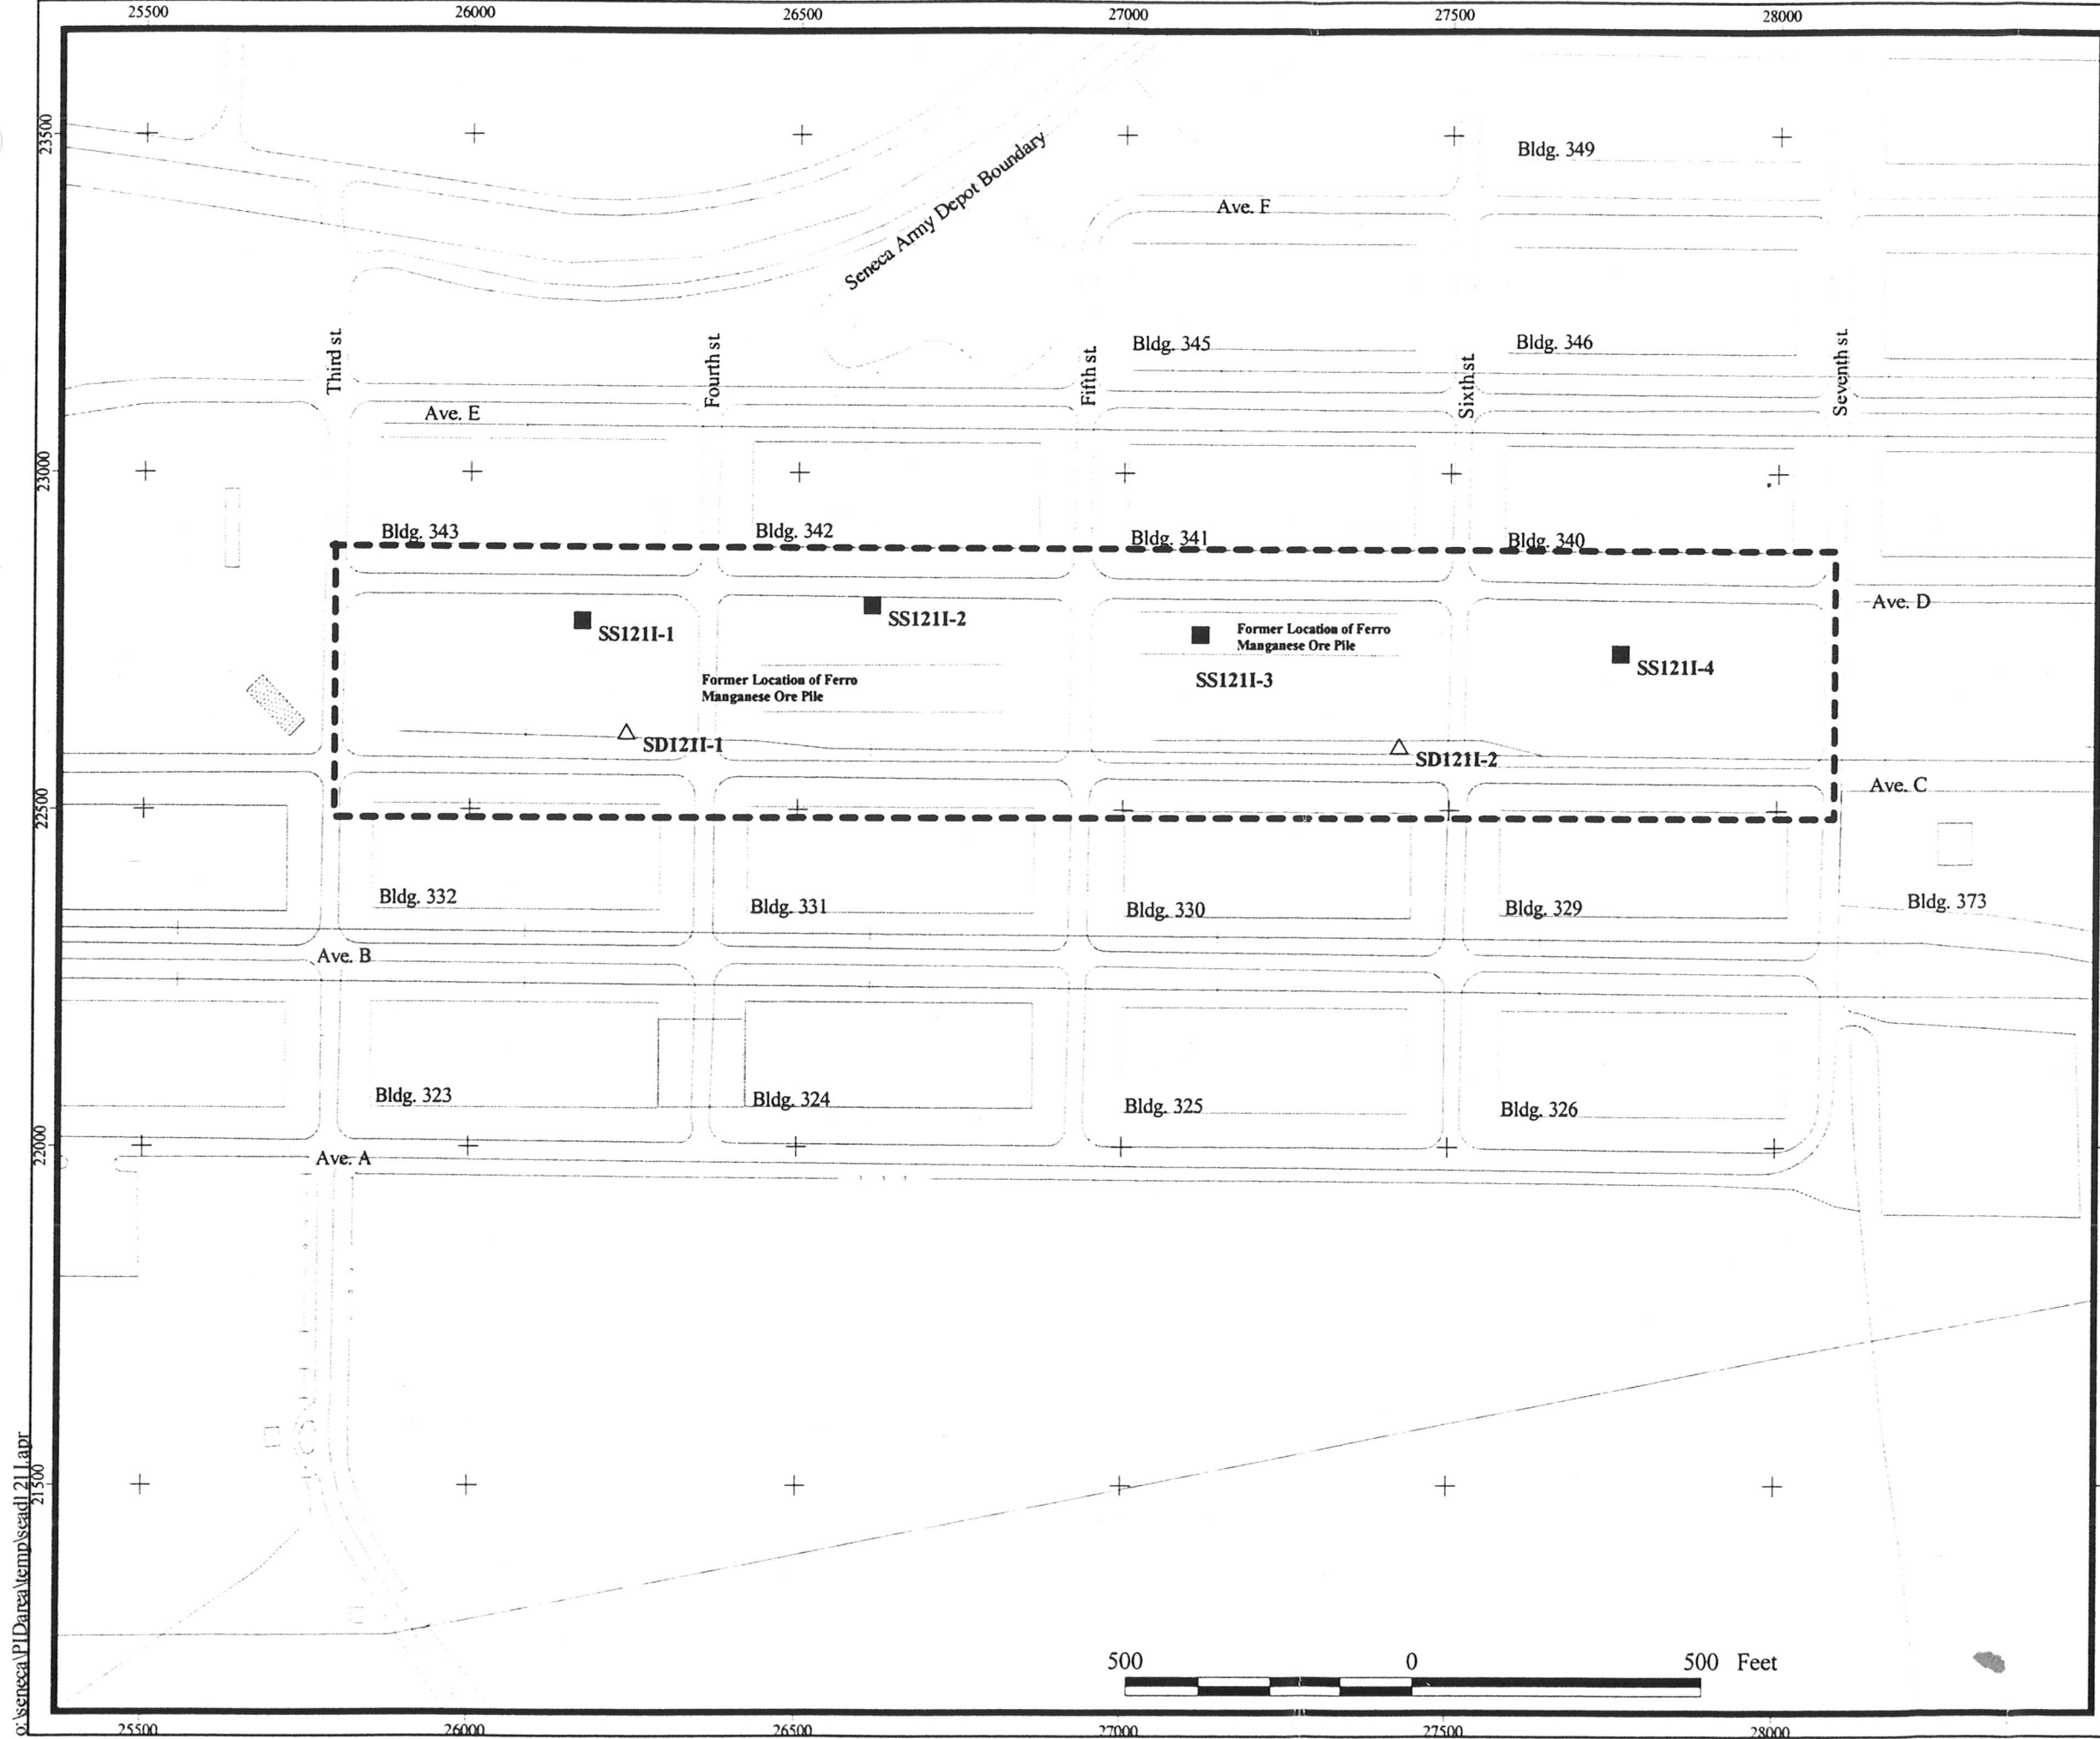 25500 26000 26500 27000 27500 28000
23500
Bldg. 349
Seneca Army Depot Boundary
Ave. F
Third st.
Fourth st.
Fifth st.
Sixth st.
Seventh st.
Bldg. 345
Bldg. 346
Ave. E
23000
Bldg. 343
Bldg. 342
Bldg. 341
Bldg. 340
Ave. D
SS121I-1
SS121I-2
Former Location of Ferro
Manganese Ore Pile
SS121I-3
SS121I-4
Former Location of Ferro
Manganese Ore Pile
SD121I-1
SD121I-2
Ave. C
22500
Bldg. 332
Bldg. 331
Bldg. 330
Bldg. 329
Bldg. 373
Ave. B
Bldg. 323
Bldg. 324
Bldg. 325
Bldg. 326
22000
Ave. A
21500
500 0 500 Feet
25500 26000 26500 27000 27500 28000